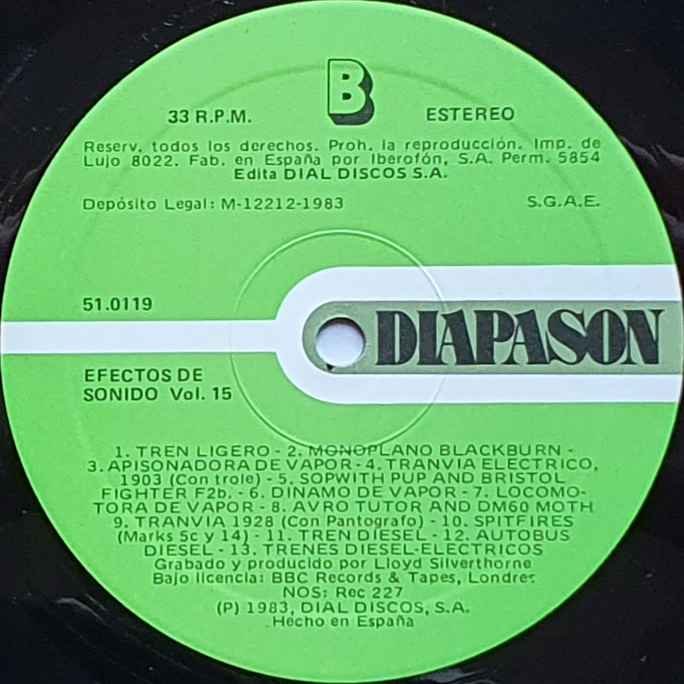 B
33 R.P.M. ESTEREO
Reserv. todos los derechos. Proh. la reproducción. Imp. de
Lujo 8022. Fab. en España por Iberofón, S.A. Perm. 5854
Edita DIAL DISCOS S.A.
Depósito Legal: M-12212-1983 S.G.A.E.
51.0119
DIAPASON
EFECTOS DE
SONIDO Vol. 15
1. TREN LIGERO - 2. MONOPLANO BLACKBURN -
3. APISONADORA DE VAPOR - 4. TRANVIA ELECTRICO,
1903 (Con trole) - 5. SOPWITH PUP AND BRISTOL
FIGHTER F2b. - 6. DINAMO DE VAPOR - 7. LOCOMO-
TORA DE VAPOR - 8. AVRO TUTOR AND DM60 MOTH
9. TRANVIA 1928 (Con Pantografo) - 10. SPITFIRES
(Marks 5c y 14) - 11. TREN DIESEL - 12. AUTOBUS
DIESEL - 13. TRENES DIESEL-ELECTRICOS
Grabado y producido por Lloyd Silverthorne
Bajo licencia: BBC Records & Tapes, Londres
NOS: Rec 227
(P) 1983, DIAL DISCOS, S.A.
Hecho en España